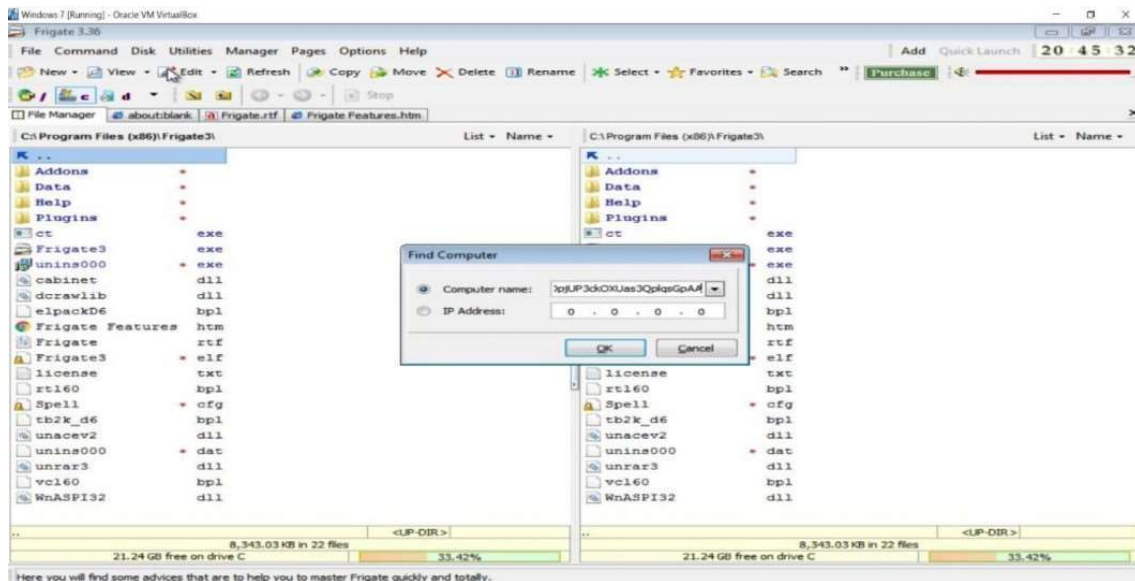 Windows 7 [Running] - Oracle VM VirtualBox
Frigate 3.36
File Command Disk Utilities Manager Pages Options Help Add Quick Launch 20 45 32
New View Edit Refresh Copy Move Delete Rename Select Favorites Search Purchase
c d Stop
File Manager about:blank Frigate.rtf Frigate Features.htm
C:\Program Files (x86)\Frigate3\ List Name C:\Program Files (x86)\Frigate3\ List Name
.. ..
Addons Addons
Data Data
Help Help
Plugins Plugins
ct exe ct exe
Frigate3 exe exe
unins000 exe exe
cabinet dll dll
dcrawlib dll dll
elpackD6 bpl bpl
Frigate Features htm htm
Frigate rtf rtf
Frigate3 elf elf
license txt license txt
rtl60 bpl rtl60 bpl
Spell cfg Spell cfg
tb2k_d6 bpl tb2k_d6 bpl
unacev2 dll unacev2 dll
unins000 dat unins000 dat
unrar3 dll unrar3 dll
vcl60 bpl vcl60 bpl
WnASPI32 dll WnASPI32 dll
Find Computer
Computer name:
IP Address: 0 . 0 . 0 . 0
OK Cancel
.. <UP-DIR> .. <UP-DIR>
8,343.03 KB in 22 files 8,343.03 KB in 22 files
21.24 GB free on drive C 33.42% 21.24 GB free on drive C 33.42%
Here you will find some advices that are to help you to master Frigate quickly and totally.